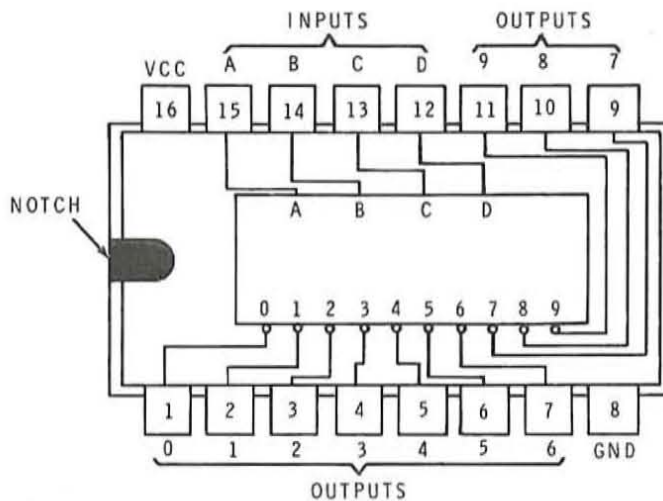 INPUTS OUTPUTS
VCC A B C D 9 8 7
16 15 14 13 12 11 10 9
NOTCH
A B C D
0 1 2 3 4 5 6 7 8 9
1 2 3 4 5 6 7 8
0 1 2 3 4 5 6 GND
OUTPUTS